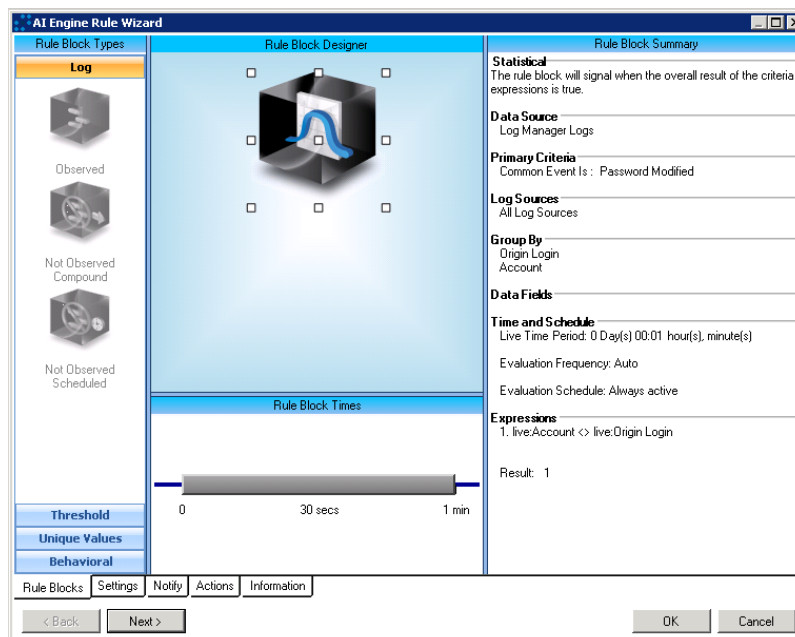 AI Engine Rule Wizard
Rule Block Types
Log
Observed
Not Observed
Compound
Not Observed
Scheduled
Threshold
Unique Values
Behavioral
Rule Block Designer
Rule Block Times
0
30 secs
1 min
Rule Block Summary
Statistical
The rule block will signal when the overall result of the criteria
expressions is true.
Data Source
Log Manager Logs
Primary Criteria
Common Event Is : Password Modified
Log Sources
All Log Sources
Group By
Origin Login
Account
Data Fields
Time and Schedule
Live Time Period: 0 Day(s) 00:01 hour(s), minute(s)
Evaluation Frequency: Auto
Evaluation Schedule: Always active
Expressions
1. live:Account <> live:Origin Login
Result: 1
Rule Blocks Settings Notify Actions Information
< Back Next > OK Cancel